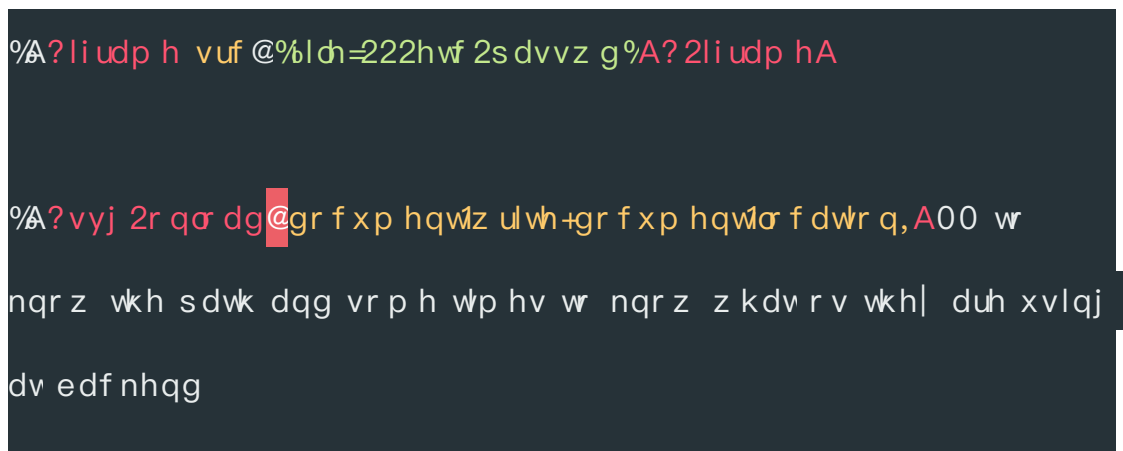 %A?liudph vuf@%iloh=222hwf2sdvvzg%A?2liudphA
%A?vyj2rqordg@grfxphqw1zulwh+grfxphqw1orfdwlrq,A00 wr
nqrz wkh sdwk dqg vrph wlphv wr nqrz zkdw rv wkh| duh xvlqj
dv edfnhqg